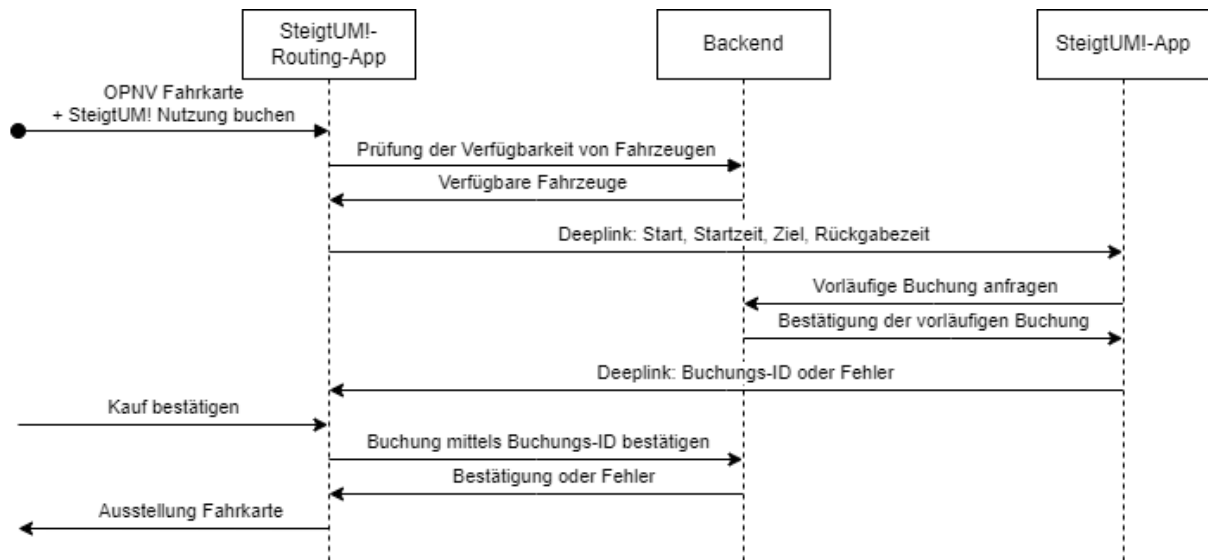 SteigtUM!-
Routing-App
Backend
SteigtUM!-App
OPNV Fahrkarte
+ SteigtUM! Nutzung buchen
Prüfung der Verfügbarkeit von Fahrzeugen
Verfügbare Fahrzeuge
Deeplink: Start, Startzeit, Ziel, Rückgabezeit
Vorläufige Buchung anfragen
Bestätigung der vorläufigen Buchung
Deeplink: Buchungs-ID oder Fehler
Kauf bestätigen
Buchung mittels Buchungs-ID bestätigen
Bestätigung oder Fehler
Ausstellung Fahrkarte